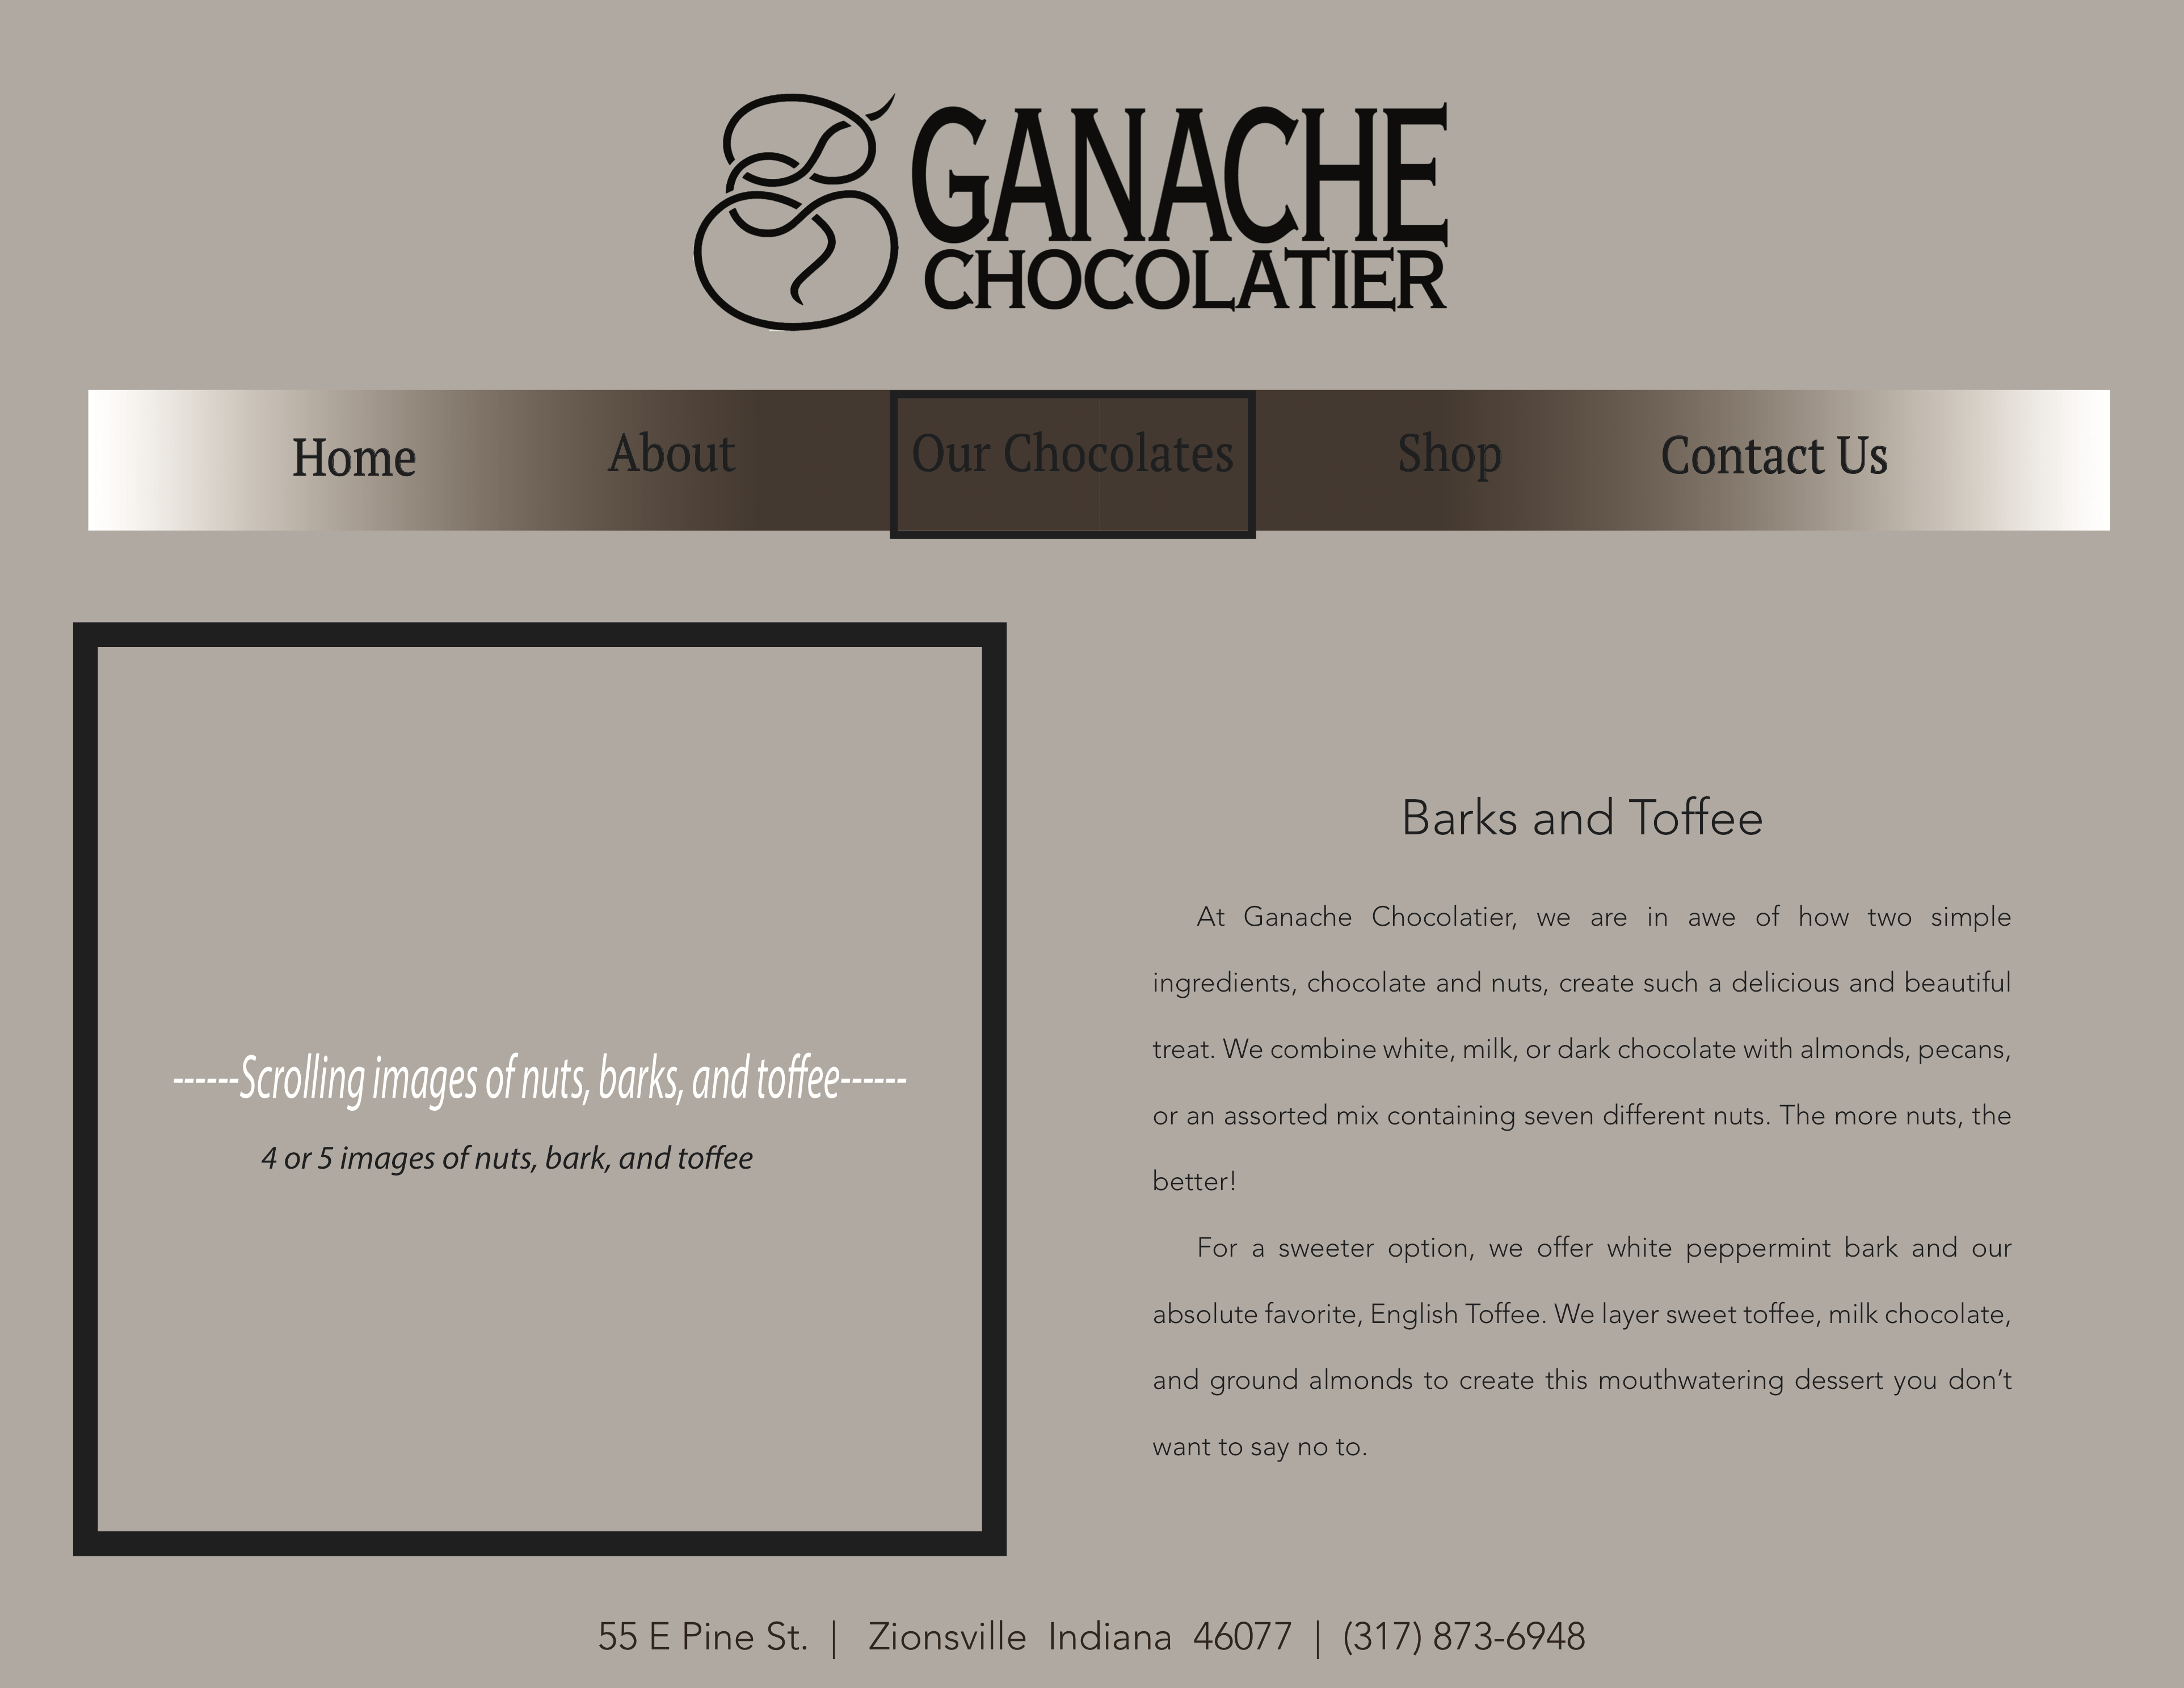 GANACHE
CHOCOLATIER
Home About Our Chocolates Shop Contact Us
------Scrolling images of nuts, barks, and toffee------
4 or 5 images of nuts, bark, and toffee
Barks and Toffee
At Ganache Chocolatier, we are in awe of how two simple
ingredients, chocolate and nuts, create such a delicious and beautiful
treat. We combine white, milk, or dark chocolate with almonds, pecans,
or an assorted mix containing seven different nuts. The more nuts, the
better!
For a sweeter option, we offer white peppermint bark and our
absolute favorite, English Toffee. We layer sweet toffee, milk chocolate,
and ground almonds to create this mouthwatering dessert you don’t
want to say no to.
55 E Pine St. | Zionsville Indiana 46077 | (317) 873-6948